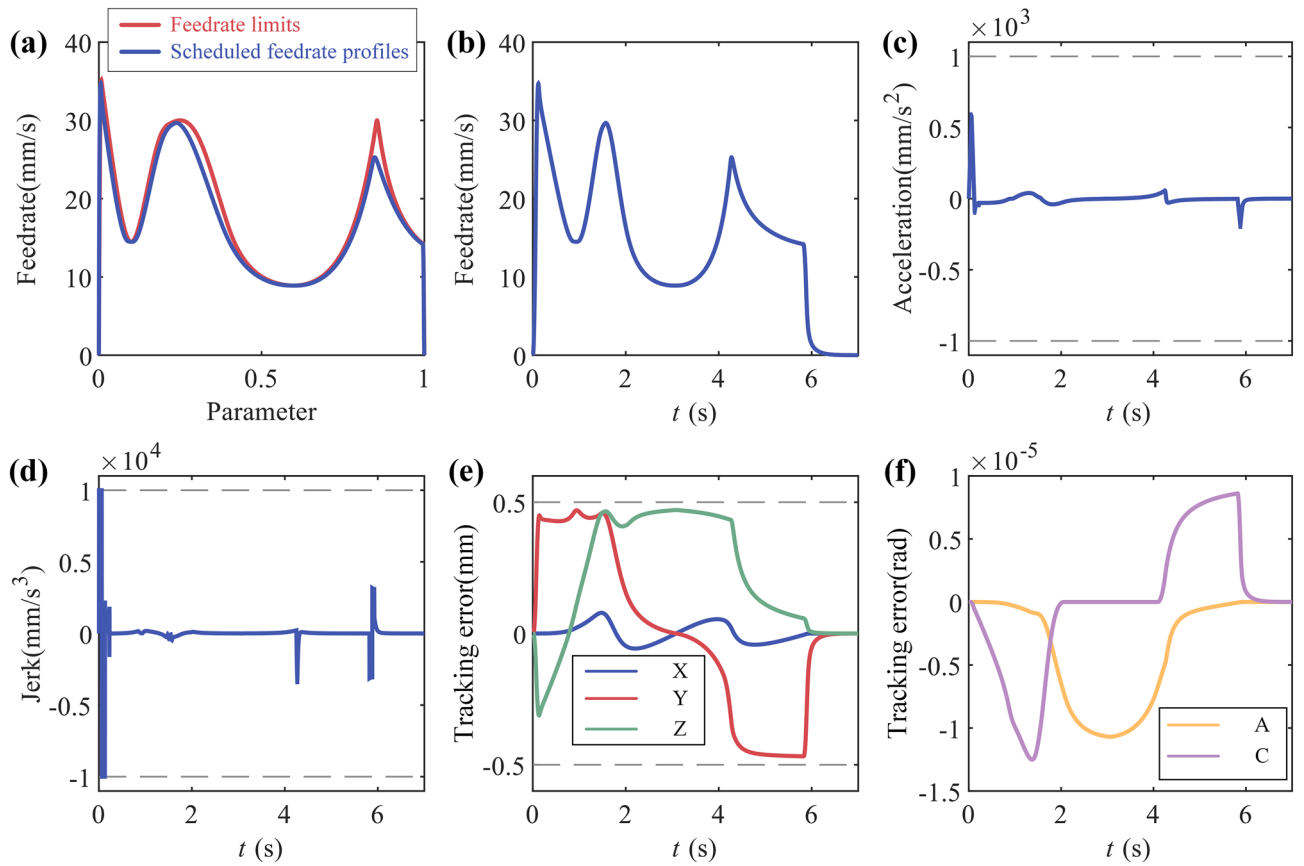 (a)
Feedrate limits
Scheduled feedrate profiles
Feedrate(mm/s)
40
30
20
10
0
0
0.5
1
Parameter
(b)
Feedrate(mm/s)
40
30
20
10
0
0
2
4
6
t (s)
(c)
×10³
Acceleration(mm/s²)
1
0.5
0
-0.5
-1
0
2
4
6
t (s)
(d)
×10⁴
Jerk(mm/s³)
1
0.5
0
-0.5
-1
0
2
4
6
t (s)
(e)
Tracking error(mm)
0.5
0
-0.5
X
Y
Z
0
2
4
6
t (s)
(f)
×10⁻⁵
Tracking error(rad)
1
0.5
0
-0.5
-1
-1.5
A
C
0
2
4
6
t (s)